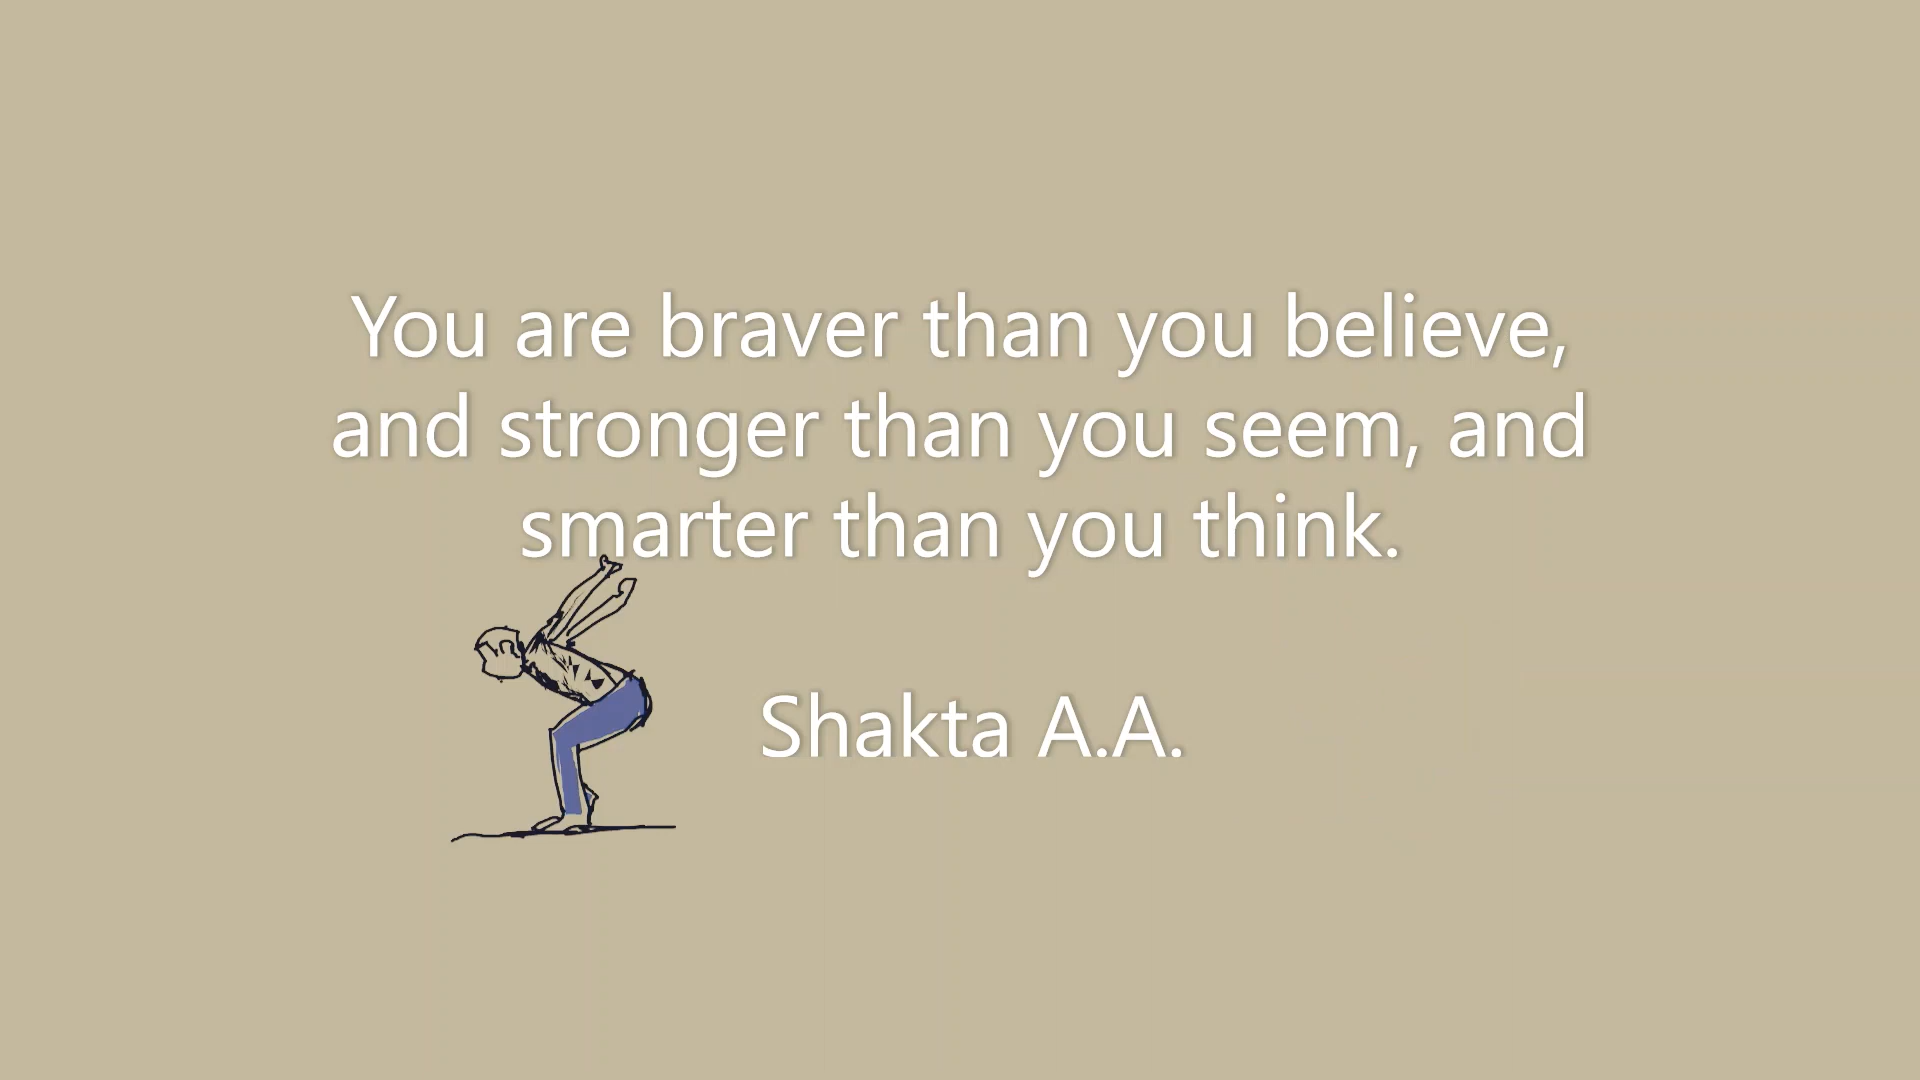 You are braver than you believe,
and stronger than you seem, and
smarter than you think.
Shakta A.A.